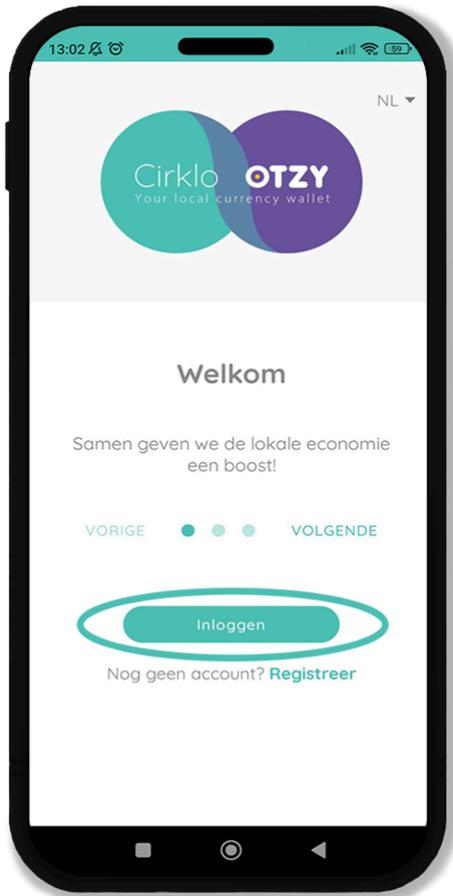 13:02
59
NL
Cirklo OTZY
Your local currency wallet
Welkom
Samen geven we de lokale economie
een boost!
VORIGE VOLGENDE
Inloggen
Nog geen account? Registreer